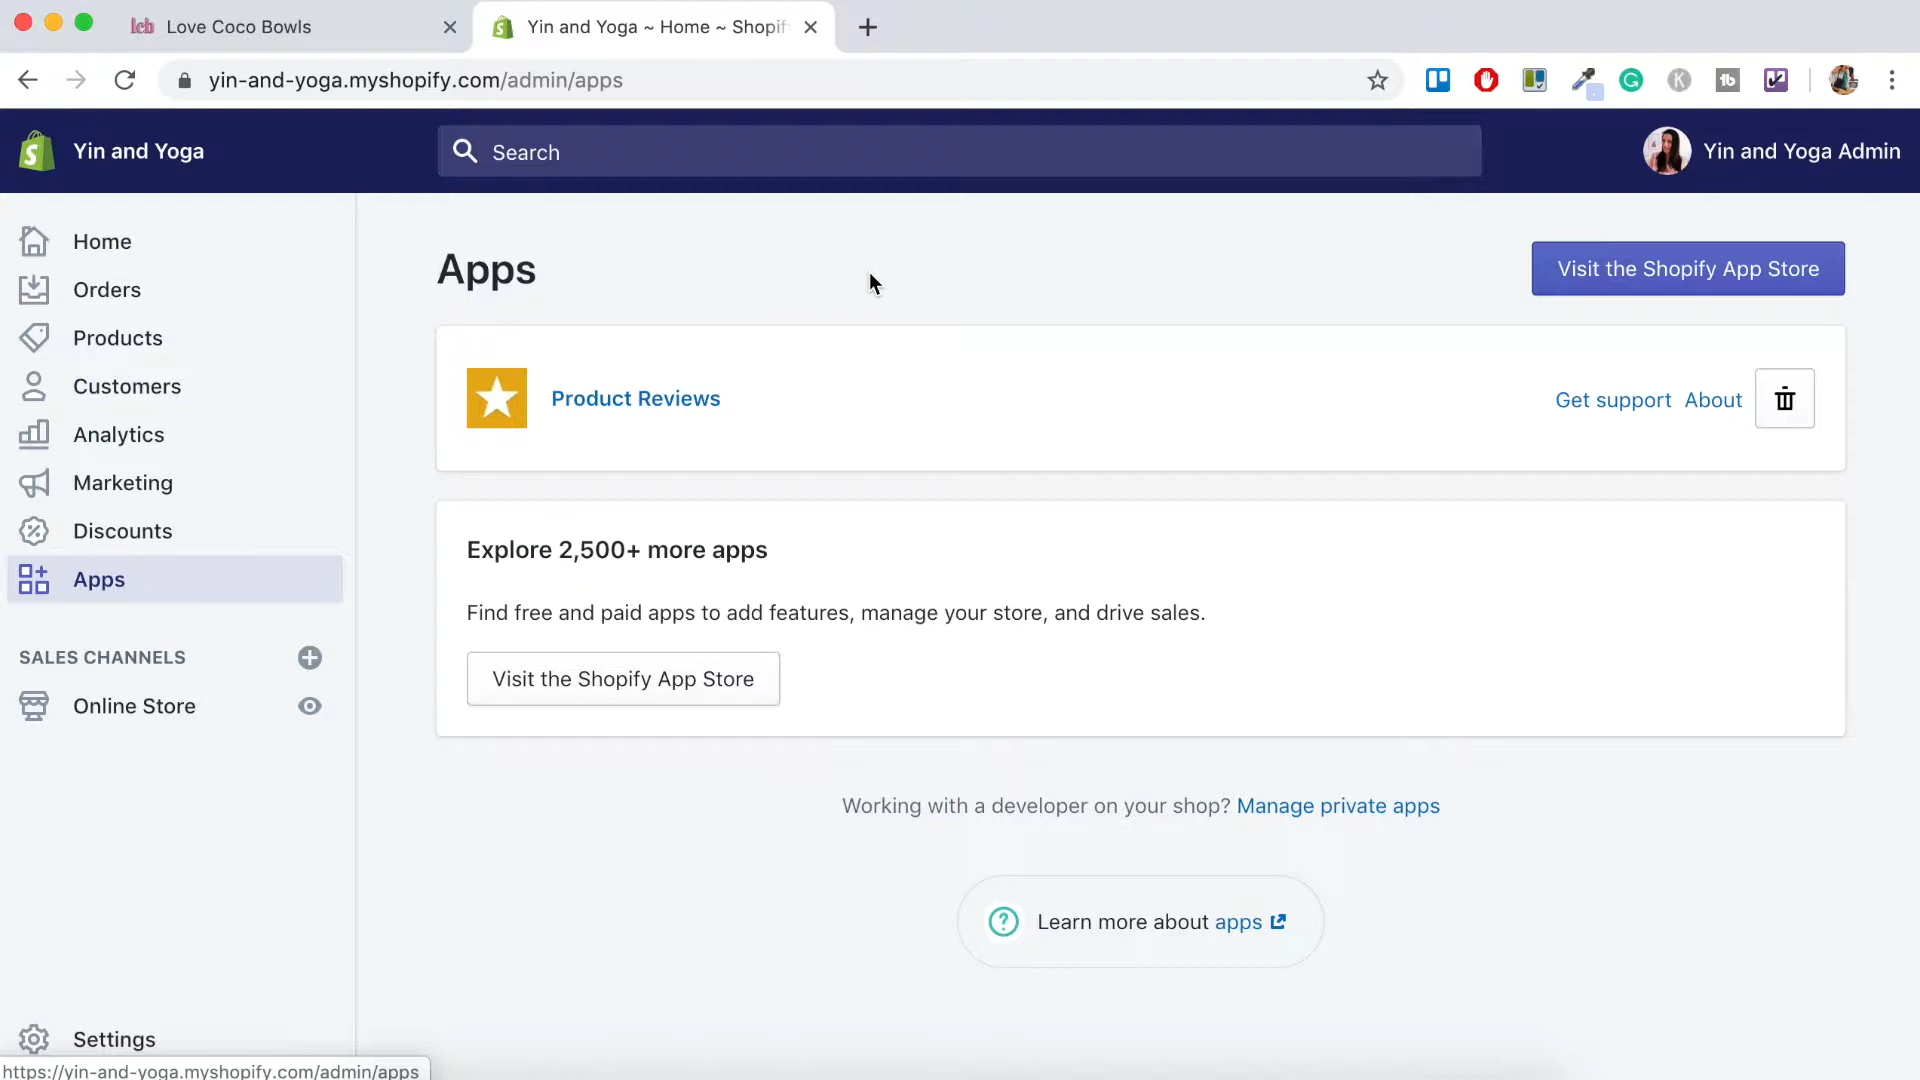 lcb Love Coco Bowls
Yin and Yoga ~ Home ~ Shopif
yin-and-yoga.myshopify.com/admin/apps
Yin and Yoga
Search
Yin and Yoga Admin
Home
Orders
Products
Customers
Analytics
Marketing
Discounts
Apps
SALES CHANNELS
Online Store
Settings
Apps
Visit the Shopify App Store
Product Reviews
Get support About
Explore 2,500+ more apps
Find free and paid apps to add features, manage your store, and drive sales.
Visit the Shopify App Store
Working with a developer on your shop? Manage private apps
Learn more about apps
https://yin-and-yoga.myshopify.com/admin/apps